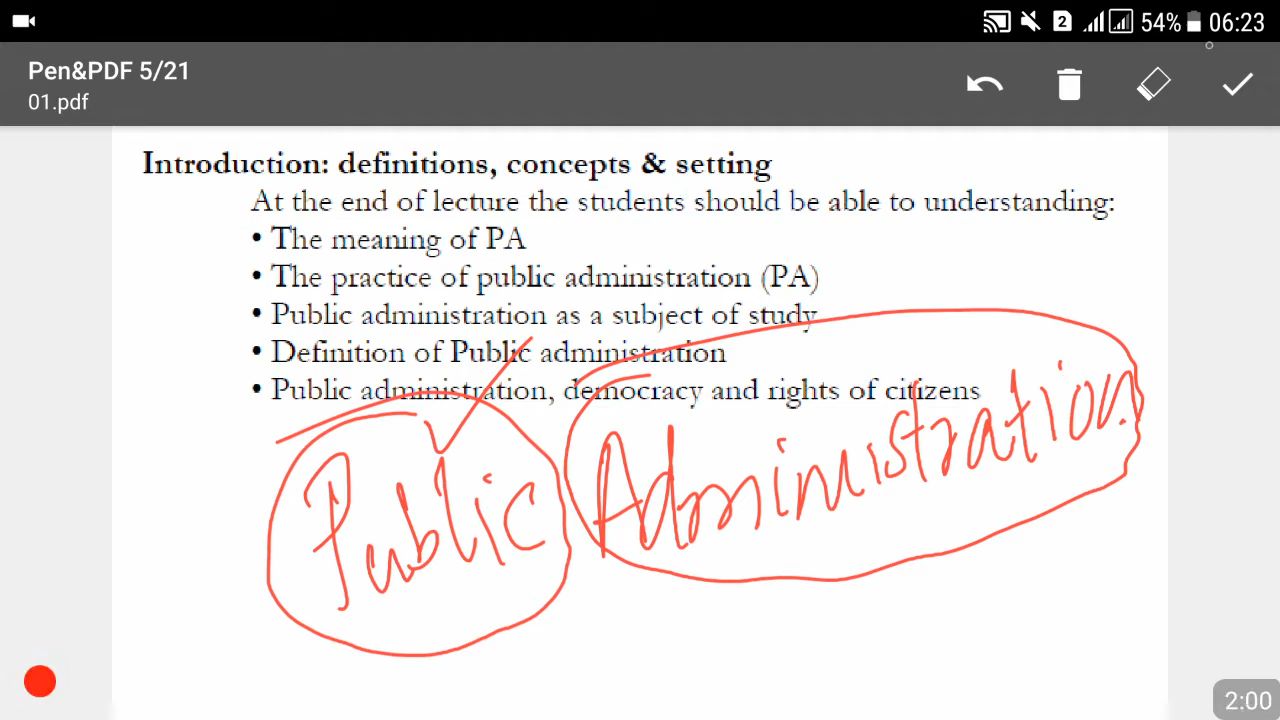 2 54% 06:23
Pen&PDF 5/21
01.pdf
Introduction: definitions, concepts & setting
At the end of lecture the students should be able to understanding:
• The meaning of PA
• The practice of public administration (PA)
• Public administration as a subject of study
• Definition of Public administration
• Public administration, democracy and rights of citizens
Public Administration
2:00